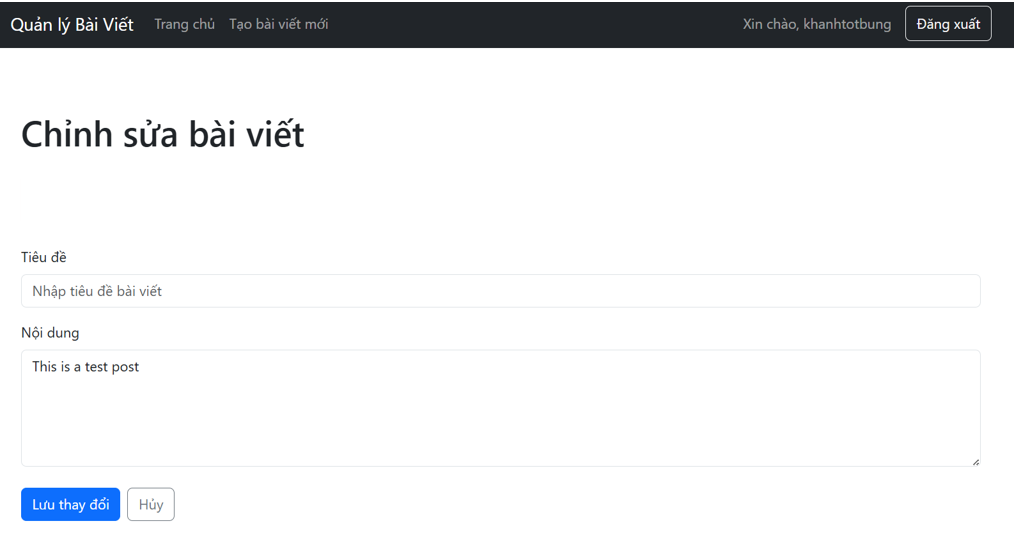 Quản lý Bài Viết Trang chủ Tạo bài viết mới Xin chào, khanhtotbung Đăng xuất
Chỉnh sửa bài viết
Tiêu đề
Nhập tiêu đề bài viết
Nội dung
This is a test post
Lưu thay đổi Hủy